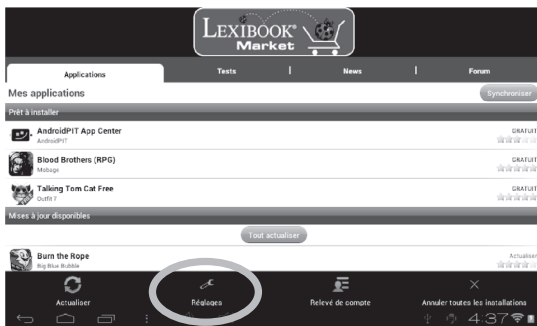 LEXIBOOK®
Market
Applications Tests News Forum
Mes applications Synchroniser
Prêt à installer
AndroidPIT App Center GRATUIT
AndroidPIT
Blood Brothers (RPG) GRATUIT
Mobage
Talking Tom Cat Free GRATUIT
Outfit7
Mises à jour disponibles
Tout actualiser
Burn the Rope Actualiser
Big Blue Bubble
Actualiser Réglages Relevé de compte Annuler toutes les installations
4:37